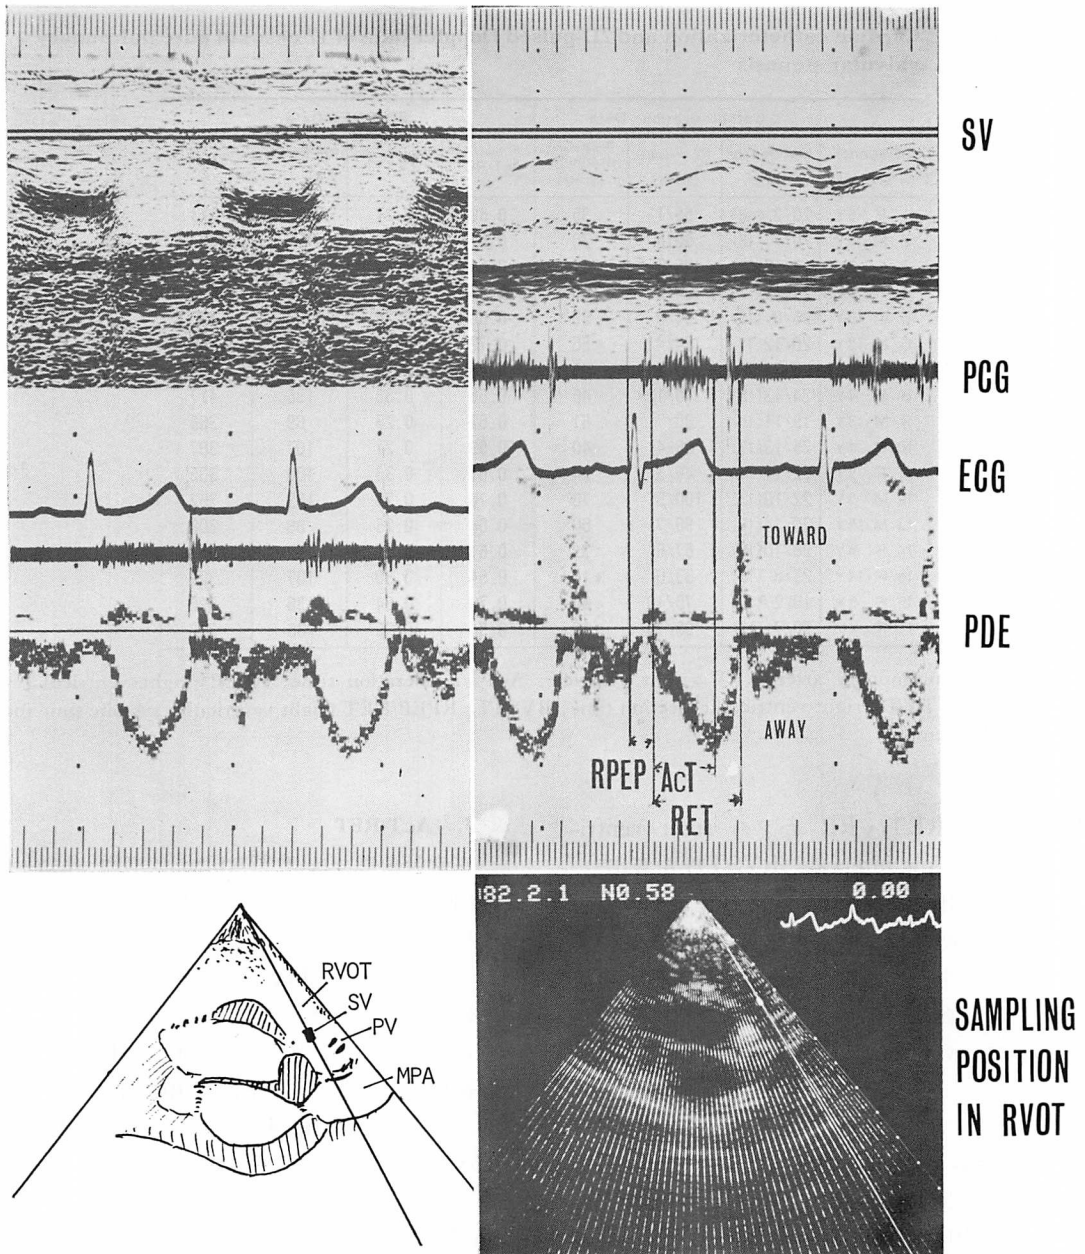 SV
PCG
ECG
TOWARD
PDE
AWAY
RPEP
AcT
RET
82.2.1 NO.58 0.00
RVOT
SV
PV
MPA
SAMPLING
POSITION
IN RVOT